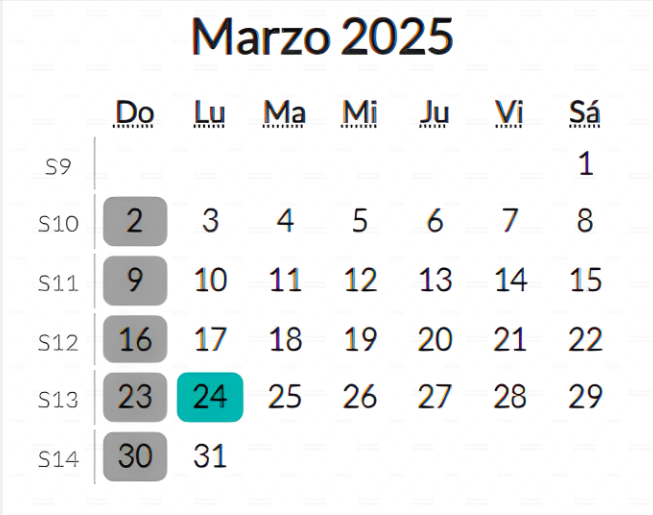 Marzo 2025
Do Lu Ma Mi Ju Vi Sá
S9 1
S10 2 3 4 5 6 7 8
S11 9 10 11 12 13 14 15
S12 16 17 18 19 20 21 22
S13 23 24 25 26 27 28 29
S14 30 31